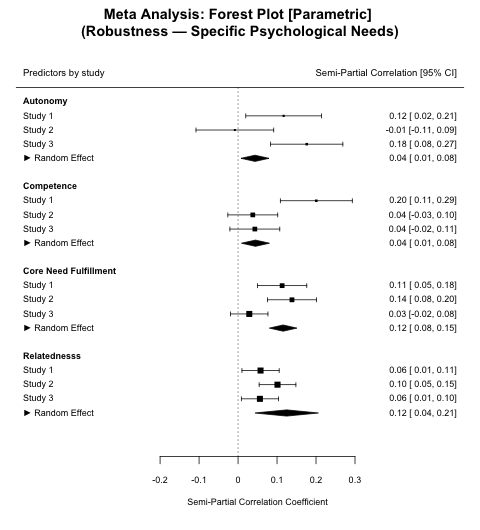 Meta Analysis: Forest Plot [Parametric]
(Robustness — Specific Psychological Needs)
Predictors by study Semi-Partial Correlation [95% CI]
Autonomy
Study 1 0.12 [ 0.02, 0.21]
Study 2 -0.01 [-0.11, 0.09]
Study 3 0.18 [ 0.08, 0.27]
► Random Effect 0.04 [ 0.01, 0.08]
Competence
Study 1 0.20 [ 0.11, 0.29]
Study 2 0.04 [-0.03, 0.10]
Study 3 0.04 [-0.02, 0.11]
► Random Effect 0.04 [ 0.01, 0.08]
Core Need Fulfillment
Study 1 0.11 [ 0.05, 0.18]
Study 2 0.14 [ 0.08, 0.20]
Study 3 0.03 [-0.02, 0.08]
► Random Effect 0.12 [ 0.08, 0.15]
Relatednesss
Study 1 0.06 [ 0.01, 0.11]
Study 2 0.10 [ 0.05, 0.15]
Study 3 0.06 [ 0.01, 0.10]
► Random Effect 0.12 [ 0.04, 0.21]
-0.2 -0.1 0 0.1 0.2 0.3
Semi-Partial Correlation Coefficient